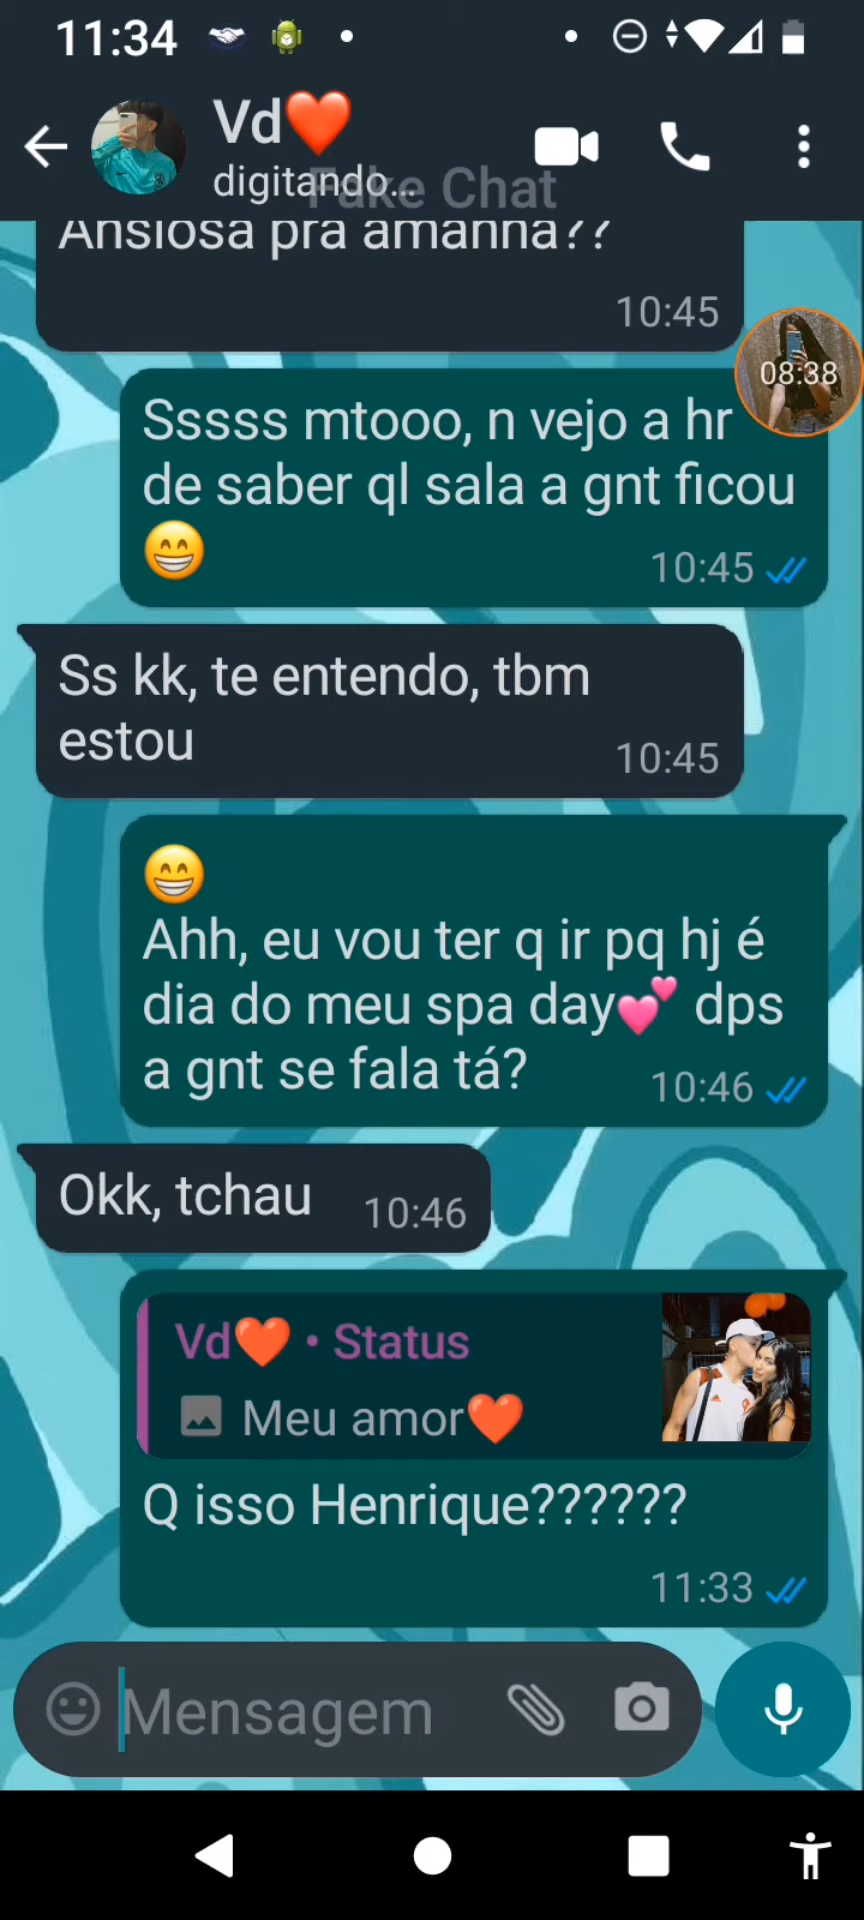 11:34
Vd❤️
digitando...
Fake Chat
Ansiosa pra amanhã??
10:45
08:38
Sssss mtooo, n vejo a hr
de saber ql sala a gnt ficou
😁
10:45
Ss kk, te entendo, tbm
estou
10:45
😁
Ahh, eu vou ter q ir pq hj é
dia do meu spa day💕 dps
a gnt se fala tá?
10:46
Okk, tchau
10:46
Vd❤️ • Status
Meu amor❤️
Q isso Henrique??????
11:33
Mensagem